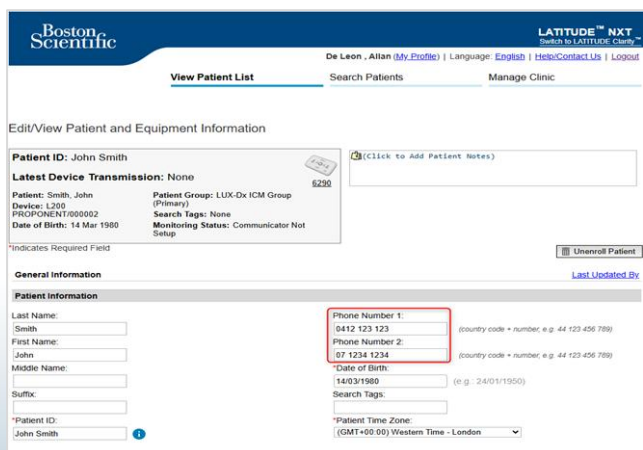 Boston
Scientific
LATITUDE™ NXT
Switch to LATITUDE Clarity™
De Leon , Allan (My Profile) | Language: English | Help/Contact Us | Logout
View Patient List
Search Patients
Manage Clinic
Edit/View Patient and Equipment Information
Patient ID: John Smith
Latest Device Transmission: None
6290
Patient: Smith, John
Device: L200
PROPONENT/000002
Date of Birth: 14 Mar 1980
Patient Group: LUX-Dx ICM Group
(Primary)
Search Tags: None
Monitoring Status: Communicator Not
Setup
(Click to Add Patient Notes)
*Indicates Required Field
Unenroll Patient
General Information
Last Updated By
Patient Information
Last Name:
Smith
First Name:
John
Middle Name:
Suffix:
*Patient ID:
John Smith
Phone Number 1:
0412 123 123
(country code + number, e.g. 44 123 456 789)
Phone Number 2:
07 1234 1234
(country code + number, e.g. 44 123 456 789)
*Date of Birth:
14/03/1980
(e.g.: 24/01/1950)
Search Tags:
*Patient Time Zone:
(GMT+00:00) Western Time - London